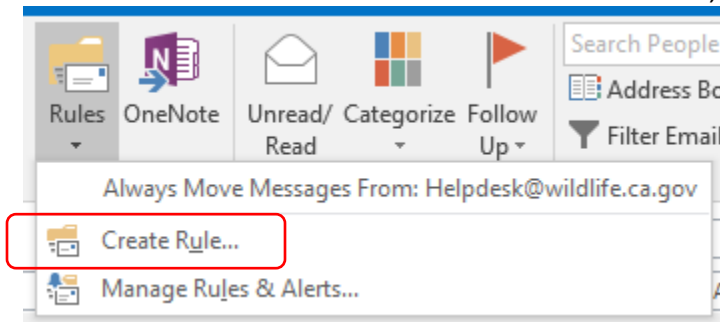 Search People
Address Bo
Rules OneNote Unread/ Categorize Follow
Read Up
Filter Email
Always Move Messages From: Helpdesk@wildlife.ca.gov
Create Rule...
Manage Rules & Alerts...